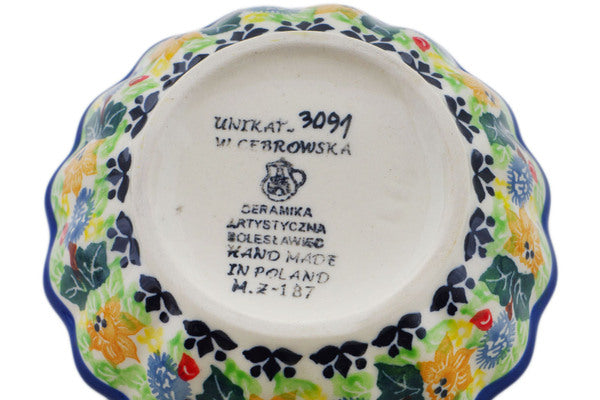 UNIKAT- 3091
W CEBROWSKA
CERAMIKA
ARTYSTYCZNA
BOLESŁAWIEC
HAND MADE
IN POLAND
M.Z-187